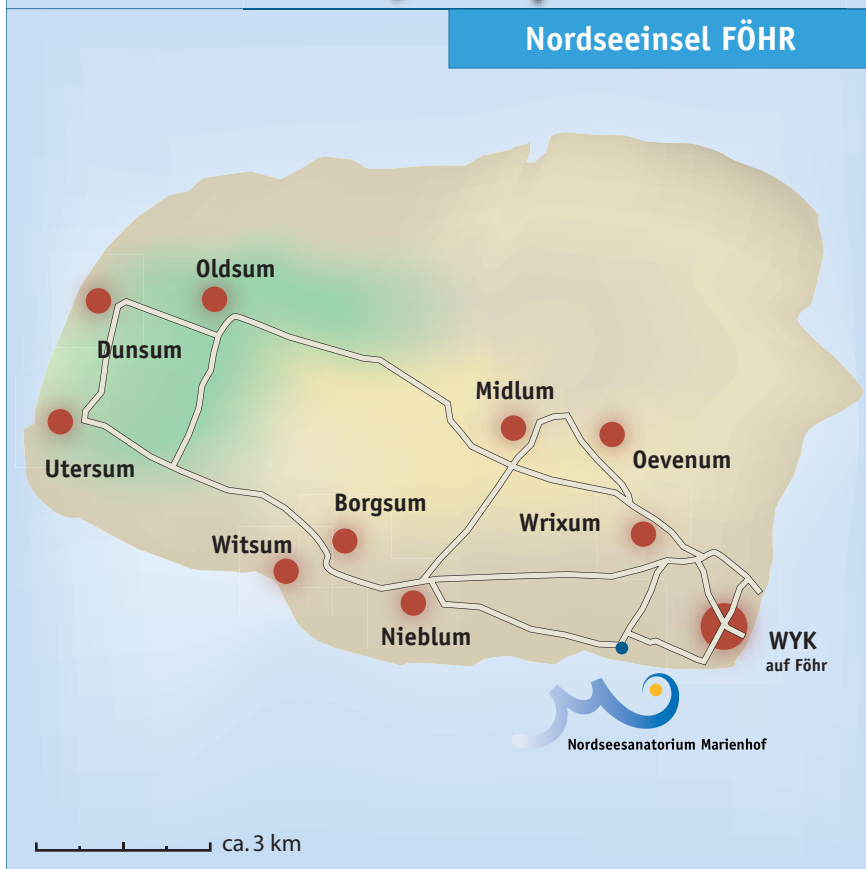 Nordseeinsel FÖHR
Oldsum
Dunsum
Midlum
Oevenum
Utersum
Borgsum
Wrixum
Witsum
Nieblum
WYK
auf Föhr
Nordseesanatorium Marienhof
ca. 3 km